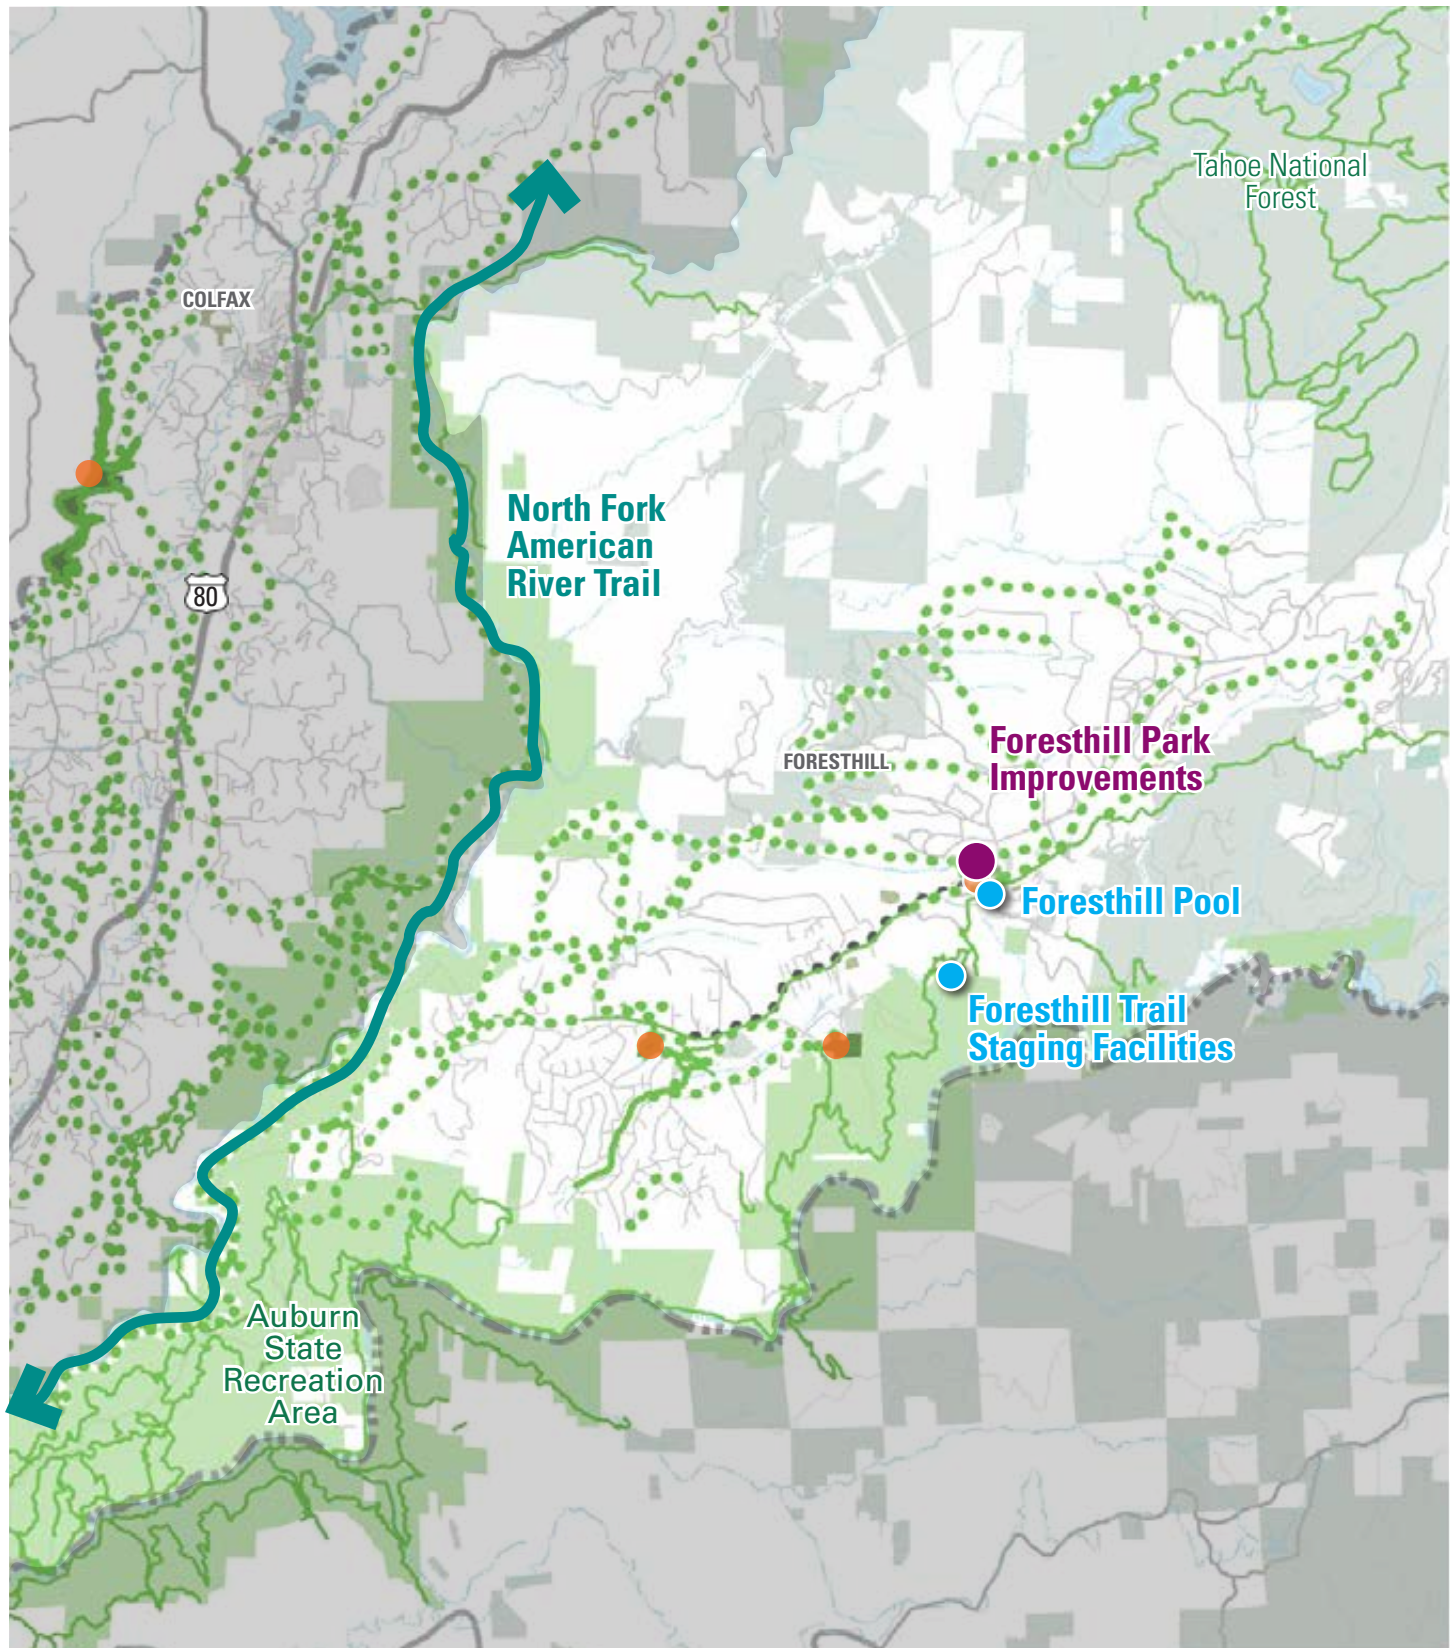 Tahoe National
Forest
COLFAX
North Fork
American
River Trail
80
Foresthill Park
Improvements
FORESTHILL
Foresthill Pool
Foresthill Trail
Staging Facilities
Auburn
State
Recreation
Area